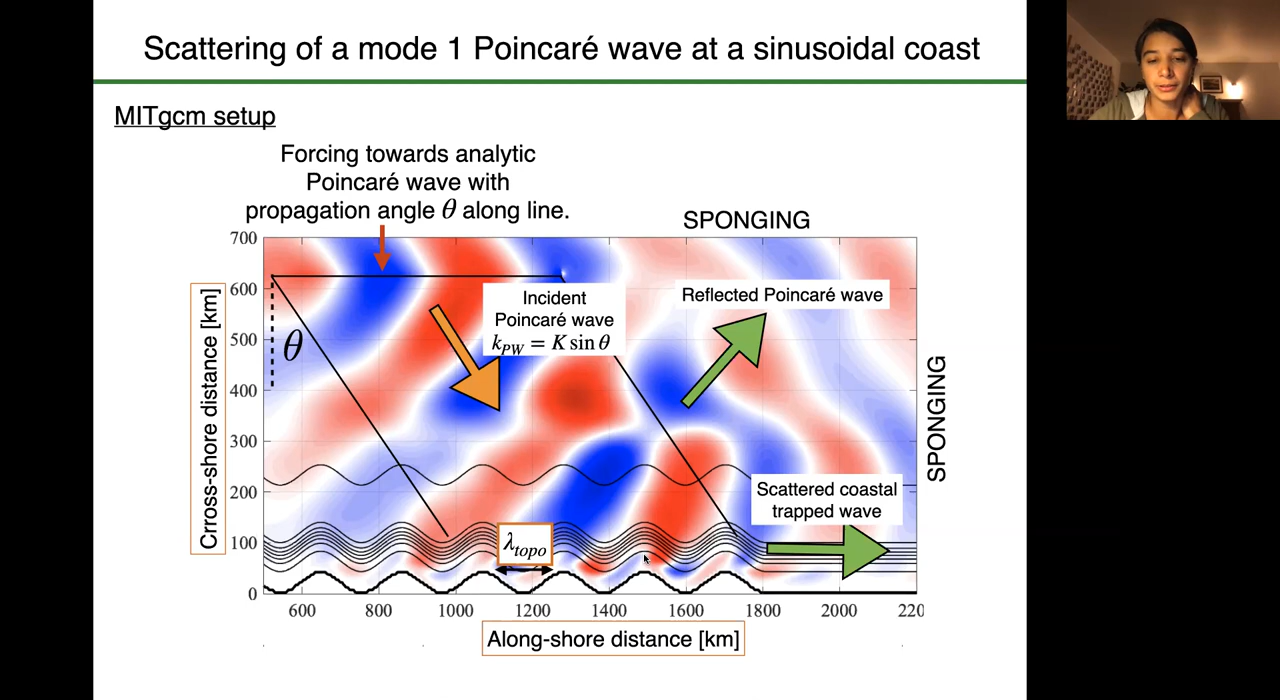 Scattering of a mode 1 Poincaré wave at a sinusoidal coast
MITgcm setup
Forcing towards analytic
Poincaré wave with
propagation angle θ along line.
SPONGING
700
600
500
400
300
200
100
0
Crross-shore distance [km]
θ
Incident
Poincaré wave
k_PW = K sin θ
Reflected Poincaré wave
SPONGING
Scattered coastal
trapped wave
λ_topo
600 800 1000 1200 1400 1600 1800 2000 220
Along-shore distance [km]